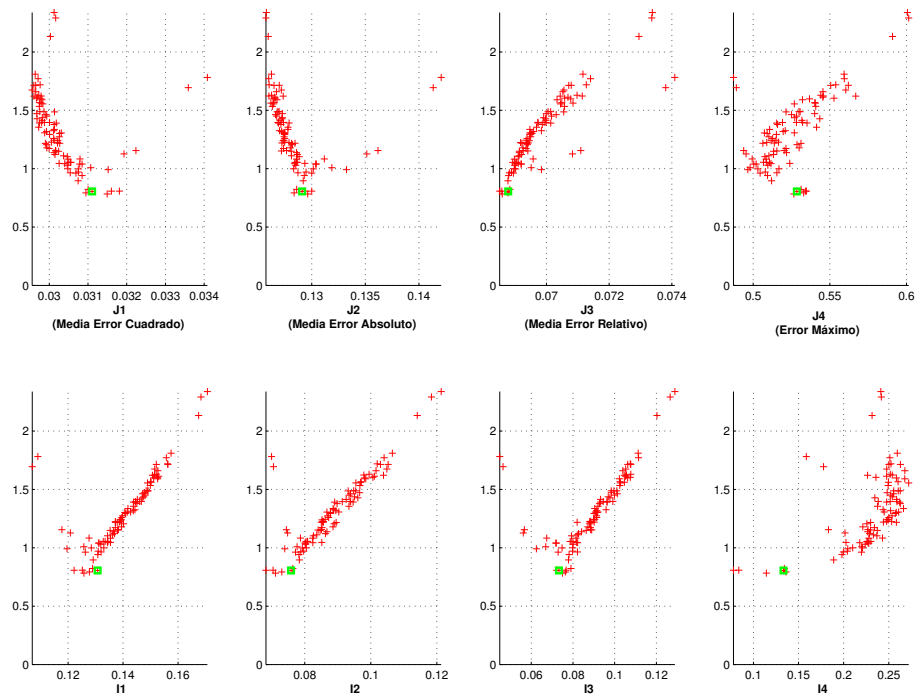 2
1.5
1
0.5
0
0.03 0.031 0.032 0.033 0.034
J1
(Media Error Cuadrado)
2
1.5
1
0.5
0
0.13 0.135 0.14
J2
(Media Error Absoluto)
2
1.5
1
0.5
0
0.07 0.072 0.074
J3
(Media Error Relativo)
2
1.5
1
0.5
0
0.5 0.55 0.6
J4
(Error Máximo)
2
1.5
1
0.5
0
0.12 0.14 0.16
I1
2
1.5
1
0.5
0
0.08 0.1 0.12
I2
2
1.5
1
0.5
0
0.06 0.08 0.1 0.12
I3
2
1.5
1
0.5
0
0.1 0.15 0.2 0.25
I4